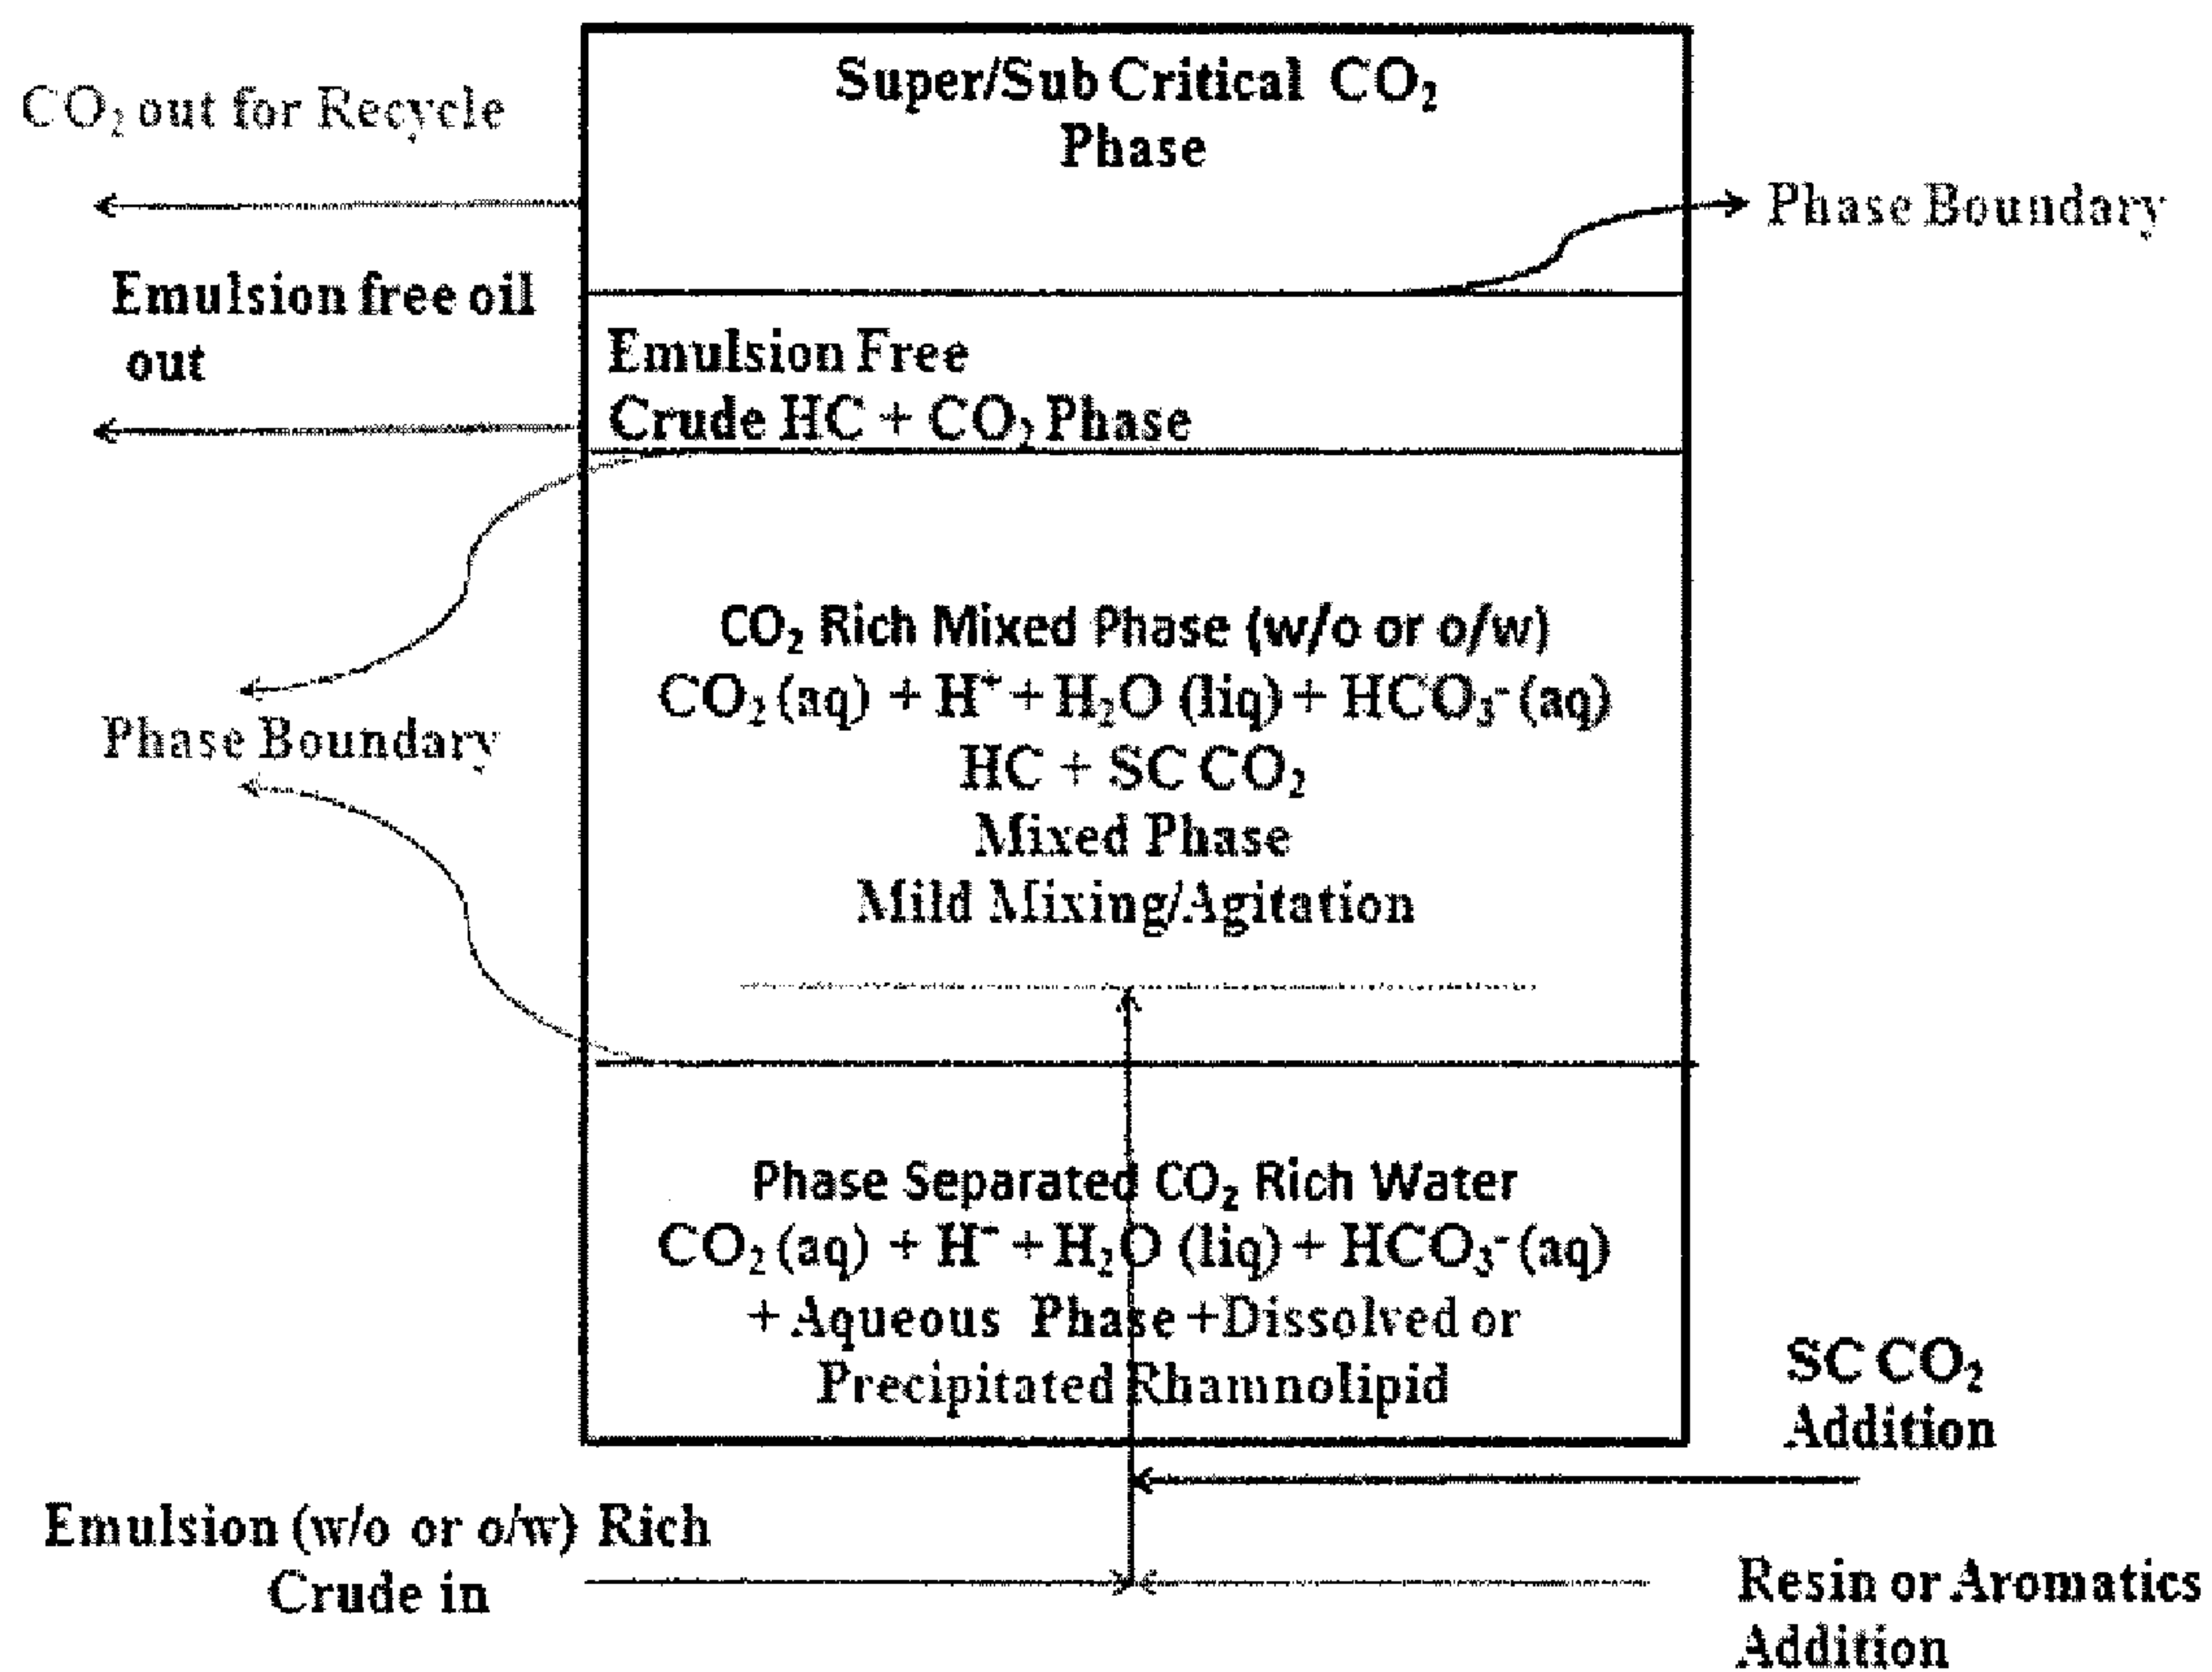 Super/Sub Critical CO₂
Phase
CO₂ out for Recycle
Phase Boundary
Emulsion free oil
out
Emulsion Free
Crude HC + CO₂ Phase
CO₂ Rich Mixed Phase (w/o or o/w)
CO₂ (aq) + H⁺ + H₂O (liq) + HCO₃⁻ (aq)
HC + SC CO₂
Mixed Phase
Mild Mixing/Agitation
Phase Boundary
Phase Separated CO₂ Rich Water
CO₂ (aq) + H⁻ + H₂O (liq) + HCO₃⁻ (aq)
+ Aqueous Phase +Dissolved or
Precipitated Rhamnolipid
SC CO₂
Addition
Emulsion (w/o or o/w) Rich
Crude in
Resin or Aromatics
Addition